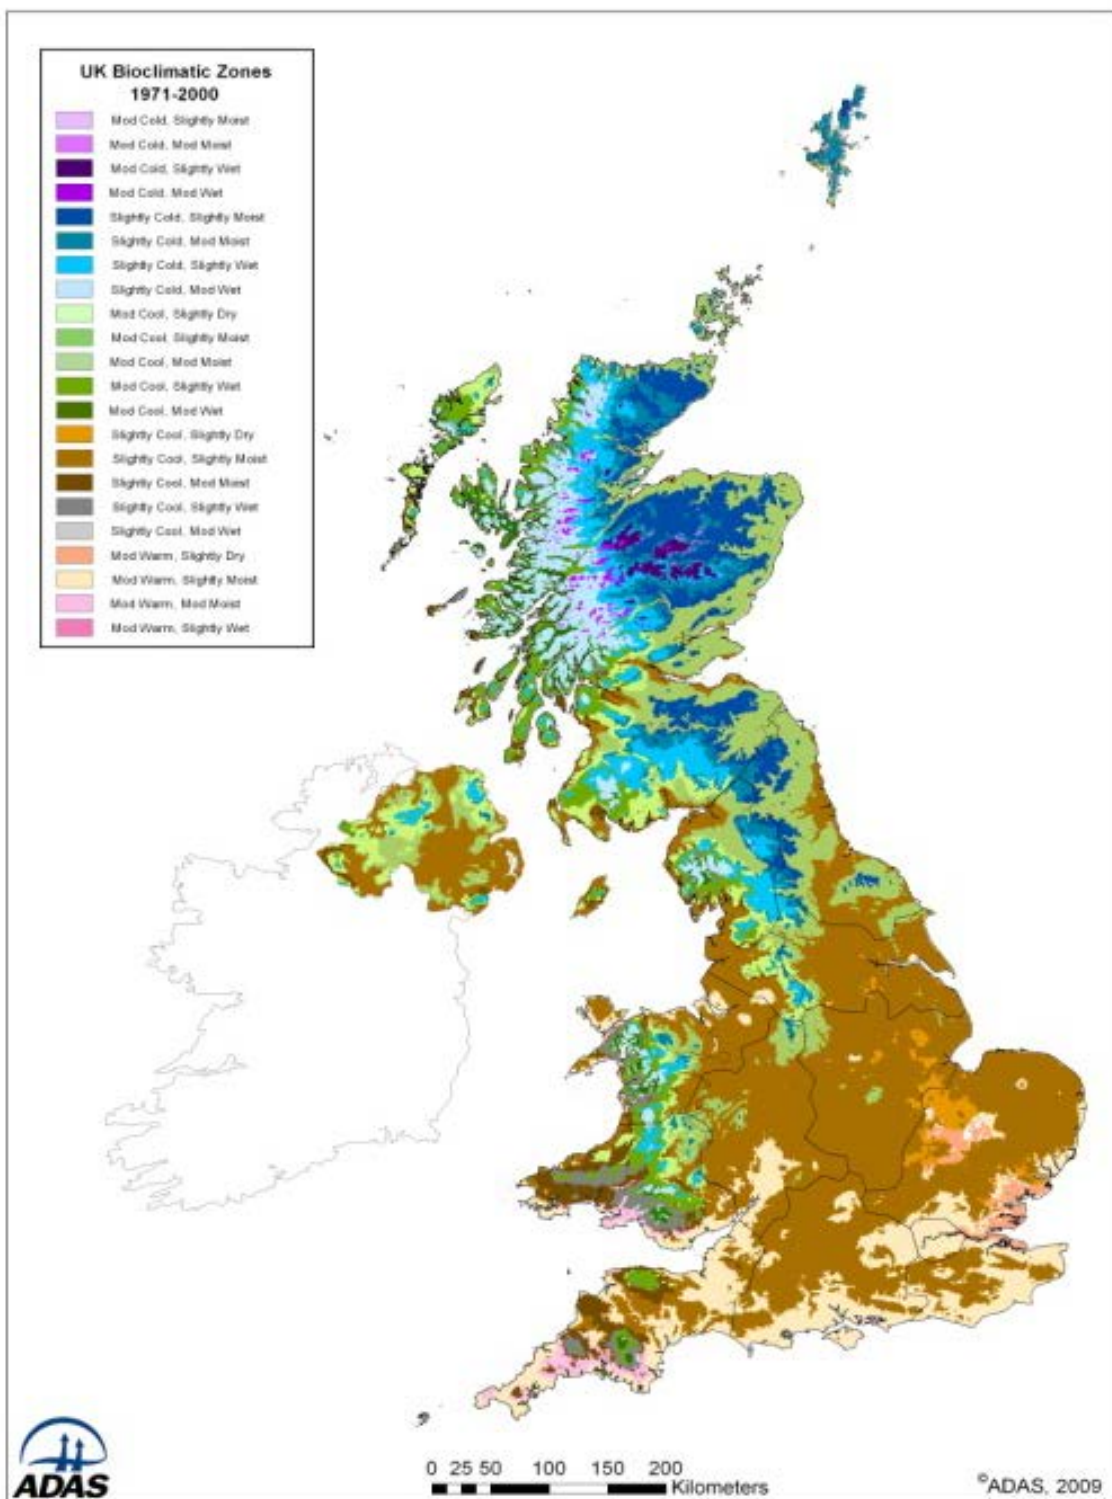 UK Bioclimatic Zones
1971-2000
Mod Cold, Slightly Moist
Mod Cold, Mod Moist
Mod Cold, Slightly Wet
Mod Cold, Mod Wet
Slightly Cold, Slightly Moist
Slightly Cold, Mod Moist
Slightly Cold, Slightly Wet
Slightly Cold, Mod Wet
Mod Cool, Slightly Dry
Mod Cool, Slightly Moist
Mod Cool, Mod Moist
Mod Cool, Slightly Wet
Mod Cool, Mod Wet
Slightly Cool, Slightly Dry
Slightly Cool, Slightly Moist
Slightly Cool, Mod Moist
Slightly Cool, Slightly Wet
Slightly Cool, Mod Wet
Mod Warm, Slightly Dry
Mod Warm, Slightly Moist
Mod Warm, Mod Moist
Mod Warm, Slightly Wet
ADAS
0 25 50 100 150 200
Kilometers
©ADAS, 2009